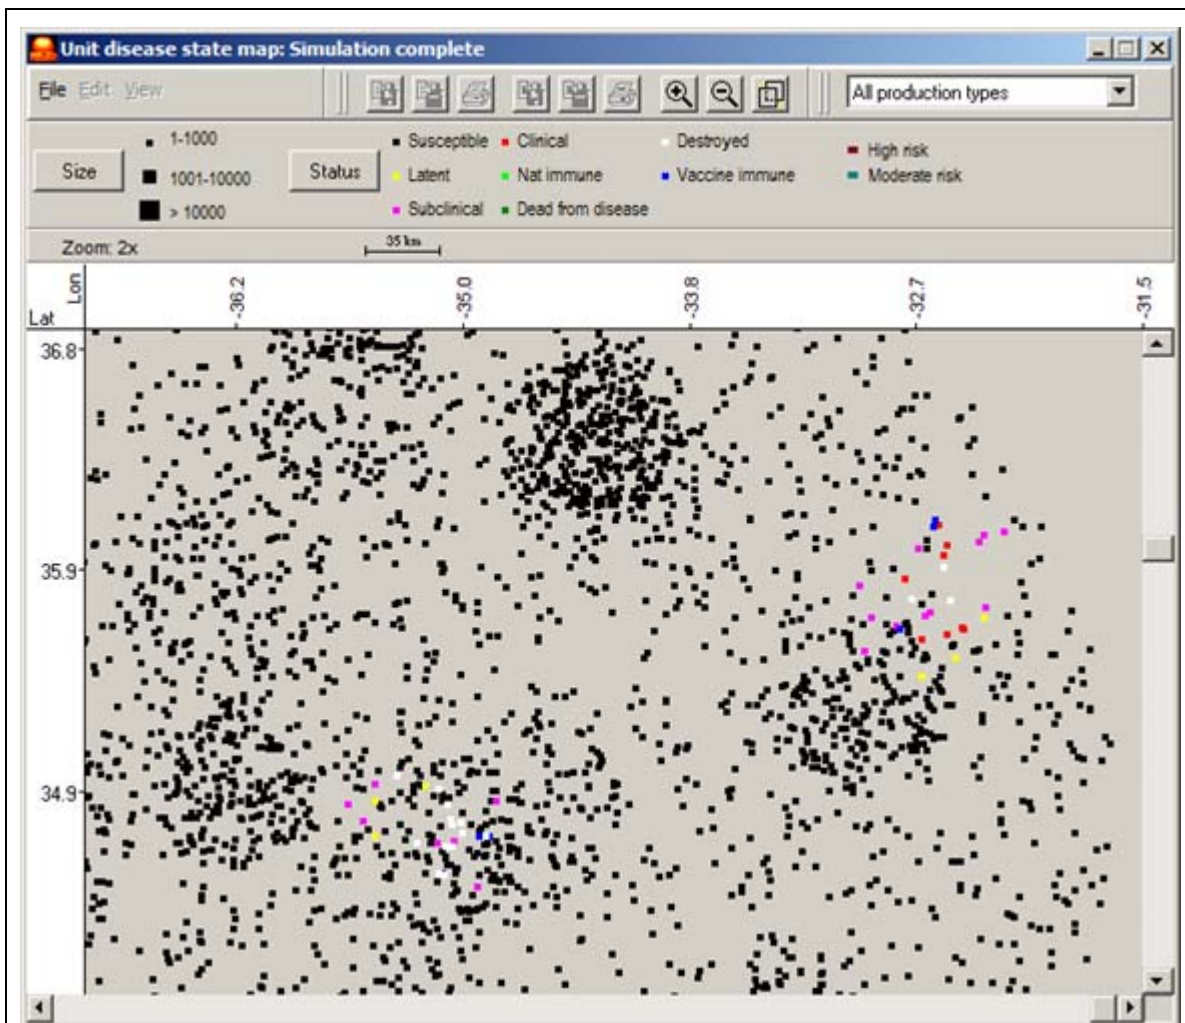 Unit disease state map: Simulation complete
File Edit View
All production types
Size
1-1000
1001-10000
> 10000
Status
Susceptible
Clinical
Destroyed
High risk
Latent
Nat immune
Vaccine immune
Moderate risk
Subclinical
Dead from disease
Zoom: 2x
35 km
Lon
-36.2
-35.0
-33.8
-32.7
-31.5
Lat
36.8
35.9
34.9